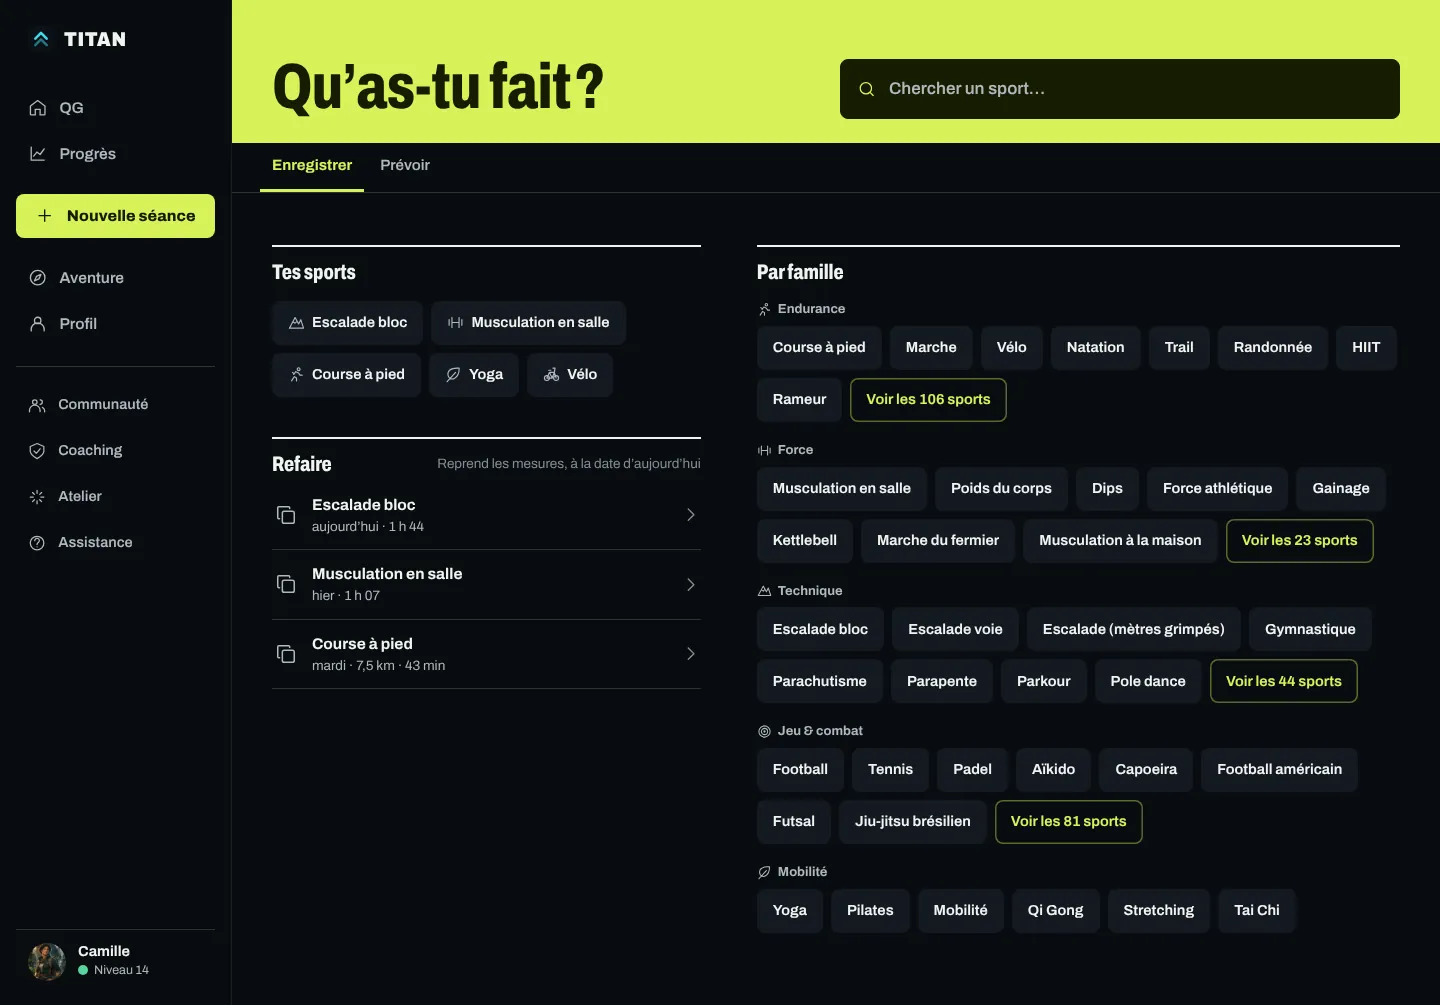 TITAN
QG
Progrès
Nouvelle séance
Aventure
Profil
Communauté
Coaching
Atelier
Assistance
Camille
Niveau 14
Qu’as-tu fait ?
Chercher un sport…
Enregistrer
Prévoir
Tes sports
Escalade bloc
Musculation en salle
Course à pied
Yoga
Vélo
Refaire
Reprend les mesures, à la date d’aujourd’hui
Escalade bloc
aujourd’hui · 1 h 44
Musculation en salle
hier · 1 h 07
Course à pied
mardi · 7,5 km · 43 min
Par famille
Endurance
Course à pied
Marche
Vélo
Natation
Trail
Randonnée
HIIT
Rameur
Voir les 106 sports
Force
Musculation en salle
Poids du corps
Dips
Force athlétique
Gainage
Kettlebell
Marche du fermier
Musculation à la maison
Voir les 23 sports
Technique
Escalade bloc
Escalade voie
Escalade (mètres grimpés)
Gymnastique
Parachutisme
Parapente
Parkour
Pole dance
Voir les 44 sports
Jeu & combat
Football
Tennis
Padel
Aïkido
Capoeira
Football américain
Futsal
Jiu-jitsu brésilien
Voir les 81 sports
Mobilité
Yoga
Pilates
Mobilité
Qi Gong
Stretching
Tai Chi